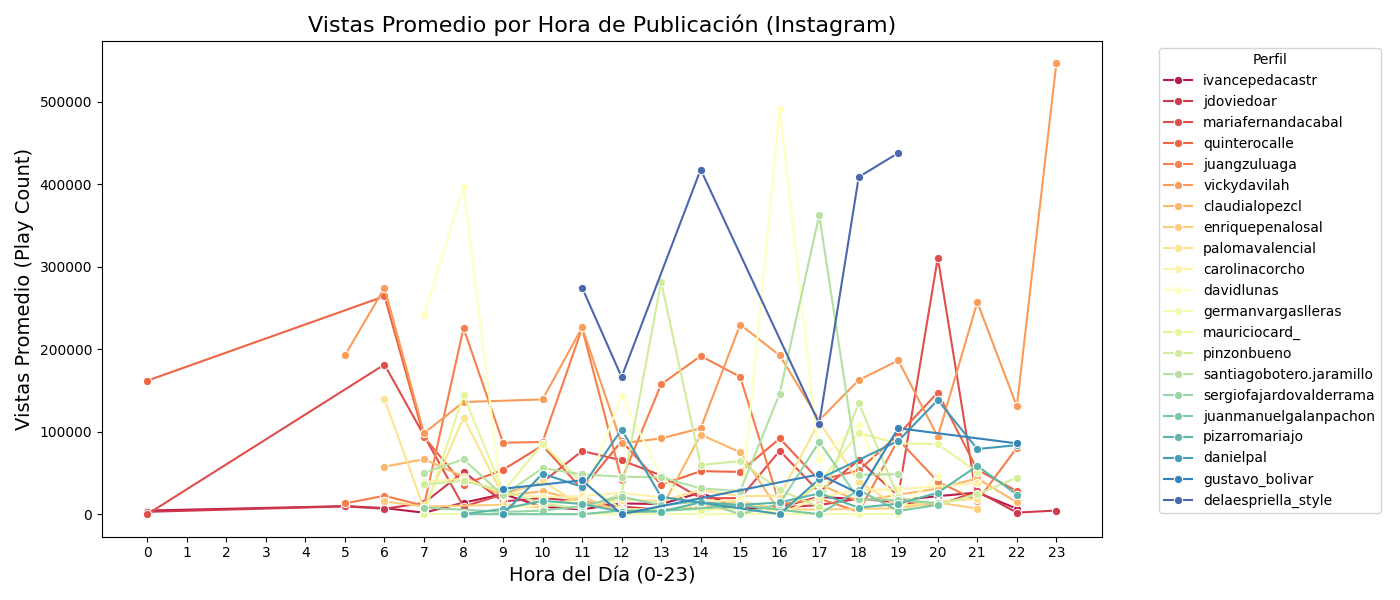 Vistas Promedio por Hora de Publicación (Instagram)
Vistas Promedio (Play Count)
500000
400000
300000
200000
100000
0
0 1 2 3 4 5 6 7 8 9 10 11 12 13 14 15 16 17 18 19 20 21 22 23
Hora del Día (0-23)
Perfil
ivancepedacastr
jdoviedoar
mariafernandacabal
quinterocalle
juangzuluaga
vickydavilah
claudialopezcl
enriquepenalosal
palomavalencial
carolinacorcho
davidlunas
germanvargaslleras
mauriciocard_
pinzonbueno
santiagobotero.jaramillo
sergiofajardovalderrama
juanmanuelgalanpachon
pizarromariajo
danielpal
gustavo_bolivar
delaespriella_style